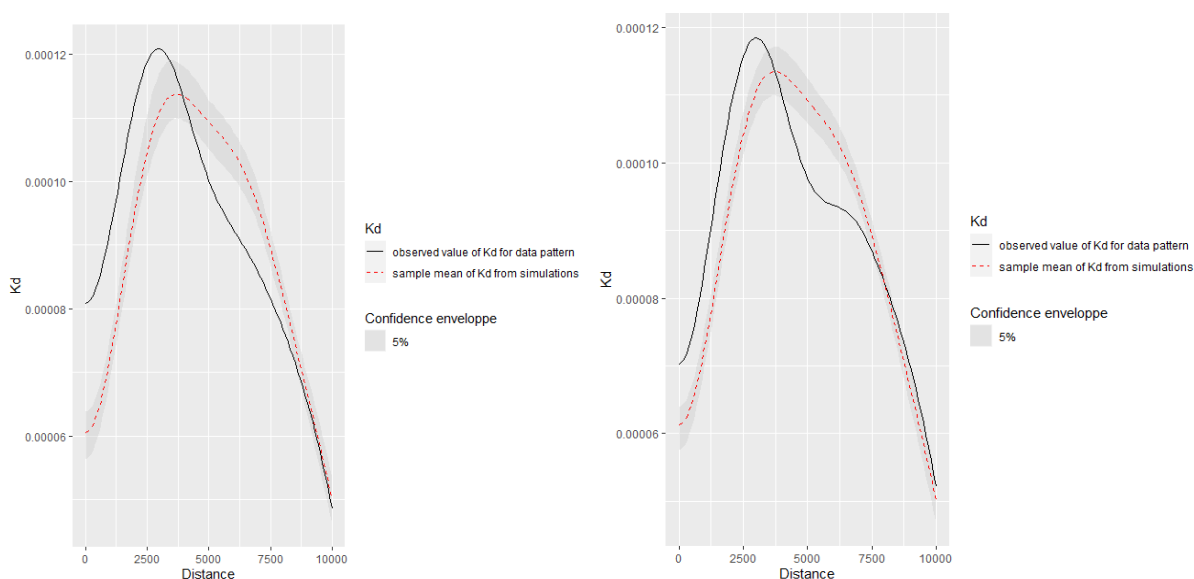 0.00012
0.00010
0.00008
0.00006
Kd
0
2500
5000
7500
10000
Distance
Kd
observed value of Kd for data pattern
sample mean of Kd from simulations
Confidence enveloppe
5%
0.00012
0.00010
0.00008
0.00006
Kd
0
2500
5000
7500
10000
Distance
Kd
observed value of Kd for data pattern
sample mean of Kd from simulations
Confidence enveloppe
5%